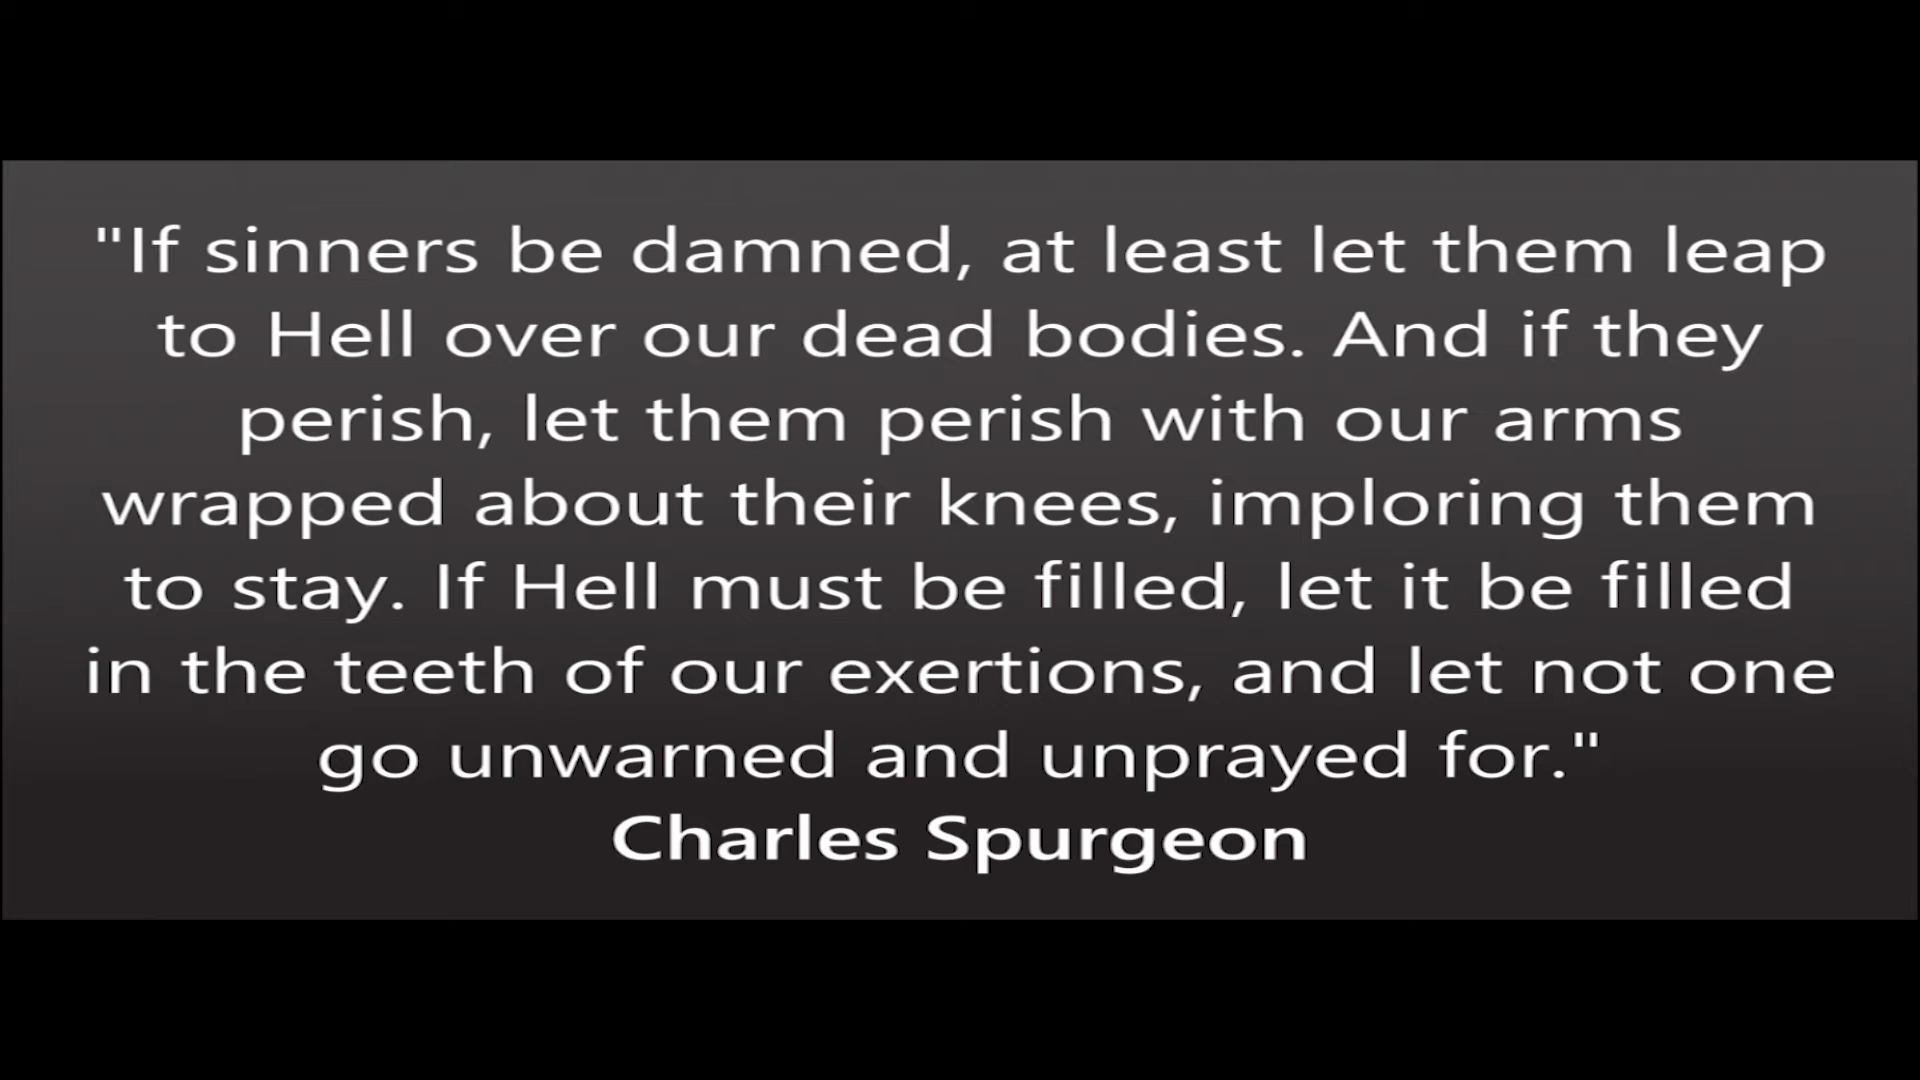 "If sinners be damned, at least let them leap
to Hell over our dead bodies. And if they
perish, let them perish with our arms
wrapped about their knees, imploring them
to stay. If Hell must be filled, let it be filled
in the teeth of our exertions, and let not one
go unwarned and unprayed for."
Charles Spurgeon